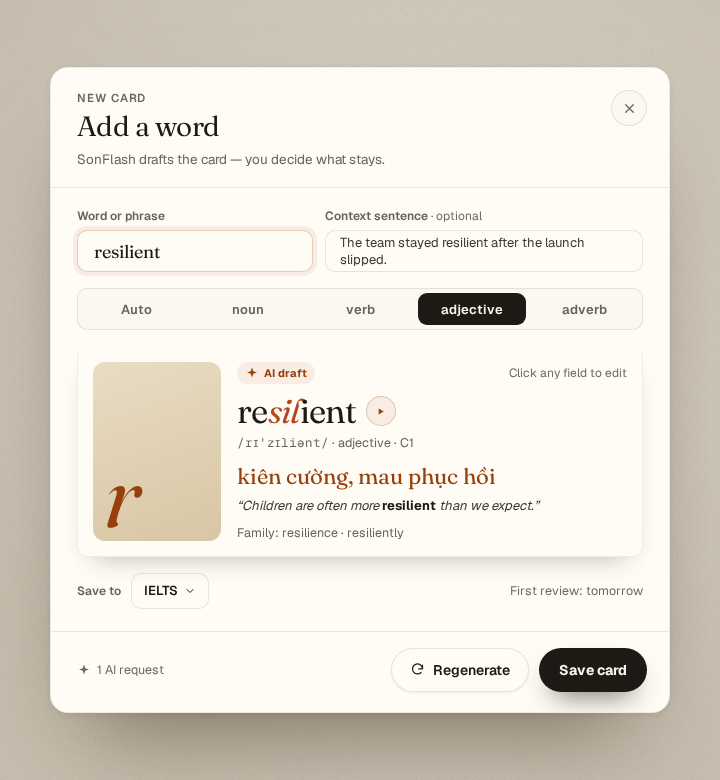 NEW CARD
Add a word
SonFlash drafts the card — you decide what stays.
Word or phrase
Context sentence · optional
resilient
The team stayed resilient after the launch
slipped.
Auto noun verb adjective adverb
AI draft
Click any field to edit
resilient
/rɪˈzɪliənt/ · adjective · C1
kiên cường, mau phục hồi
“Children are often more resilient than we expect.”
Family: resilience · resiliently
r
Save to IELTS
First review: tomorrow
1 AI request
Regenerate
Save card